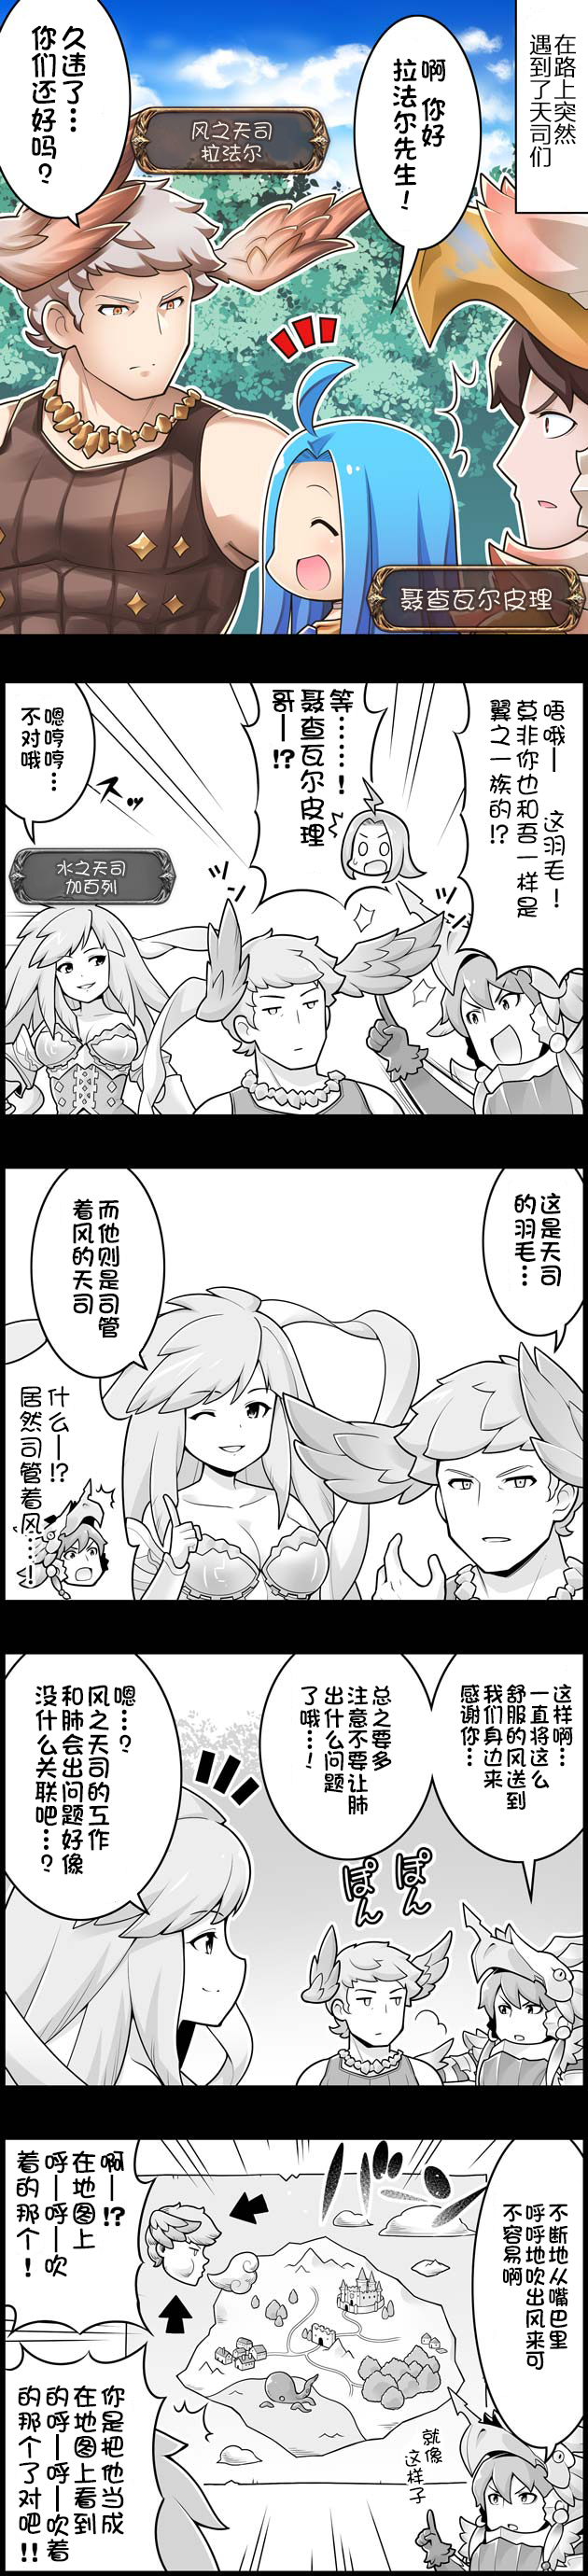 在路上突然
遇到了天司们
啊 你好
拉法尔先生！
久违了…
你们还好吗？
风之天司
拉法尔
聂查瓦尔皮理
唔哦— 这羽毛！
莫非你也和吾一样是
翼之一族的!?
等……！
聂查瓦尔皮理
哥—!?
嗯哼哼…
不对哦
スッ
水之天司
加百列
ツン
ツン
这是天司
的羽毛…
而他则是司管
着风的天司
什么—!?
居然司管着风…！
这样啊…
一直将这么
舒服的风送到
我们身边来
感谢你…
总之要多
注意不要让肺
出什么问题
了哦…！
ぽん
ぽん
嗯…？
风之天司的工作
和肺会出问题好像
没什么关联吧…？
不断地从嘴巴里
呼呼地吹出风来可
不容易啊
就像
这样子
啊—!?
在地图上
呼—呼—吹
着的那个！
你是把他当成
在地图上看到
的呼—呼—吹着
的那个了对吧!!